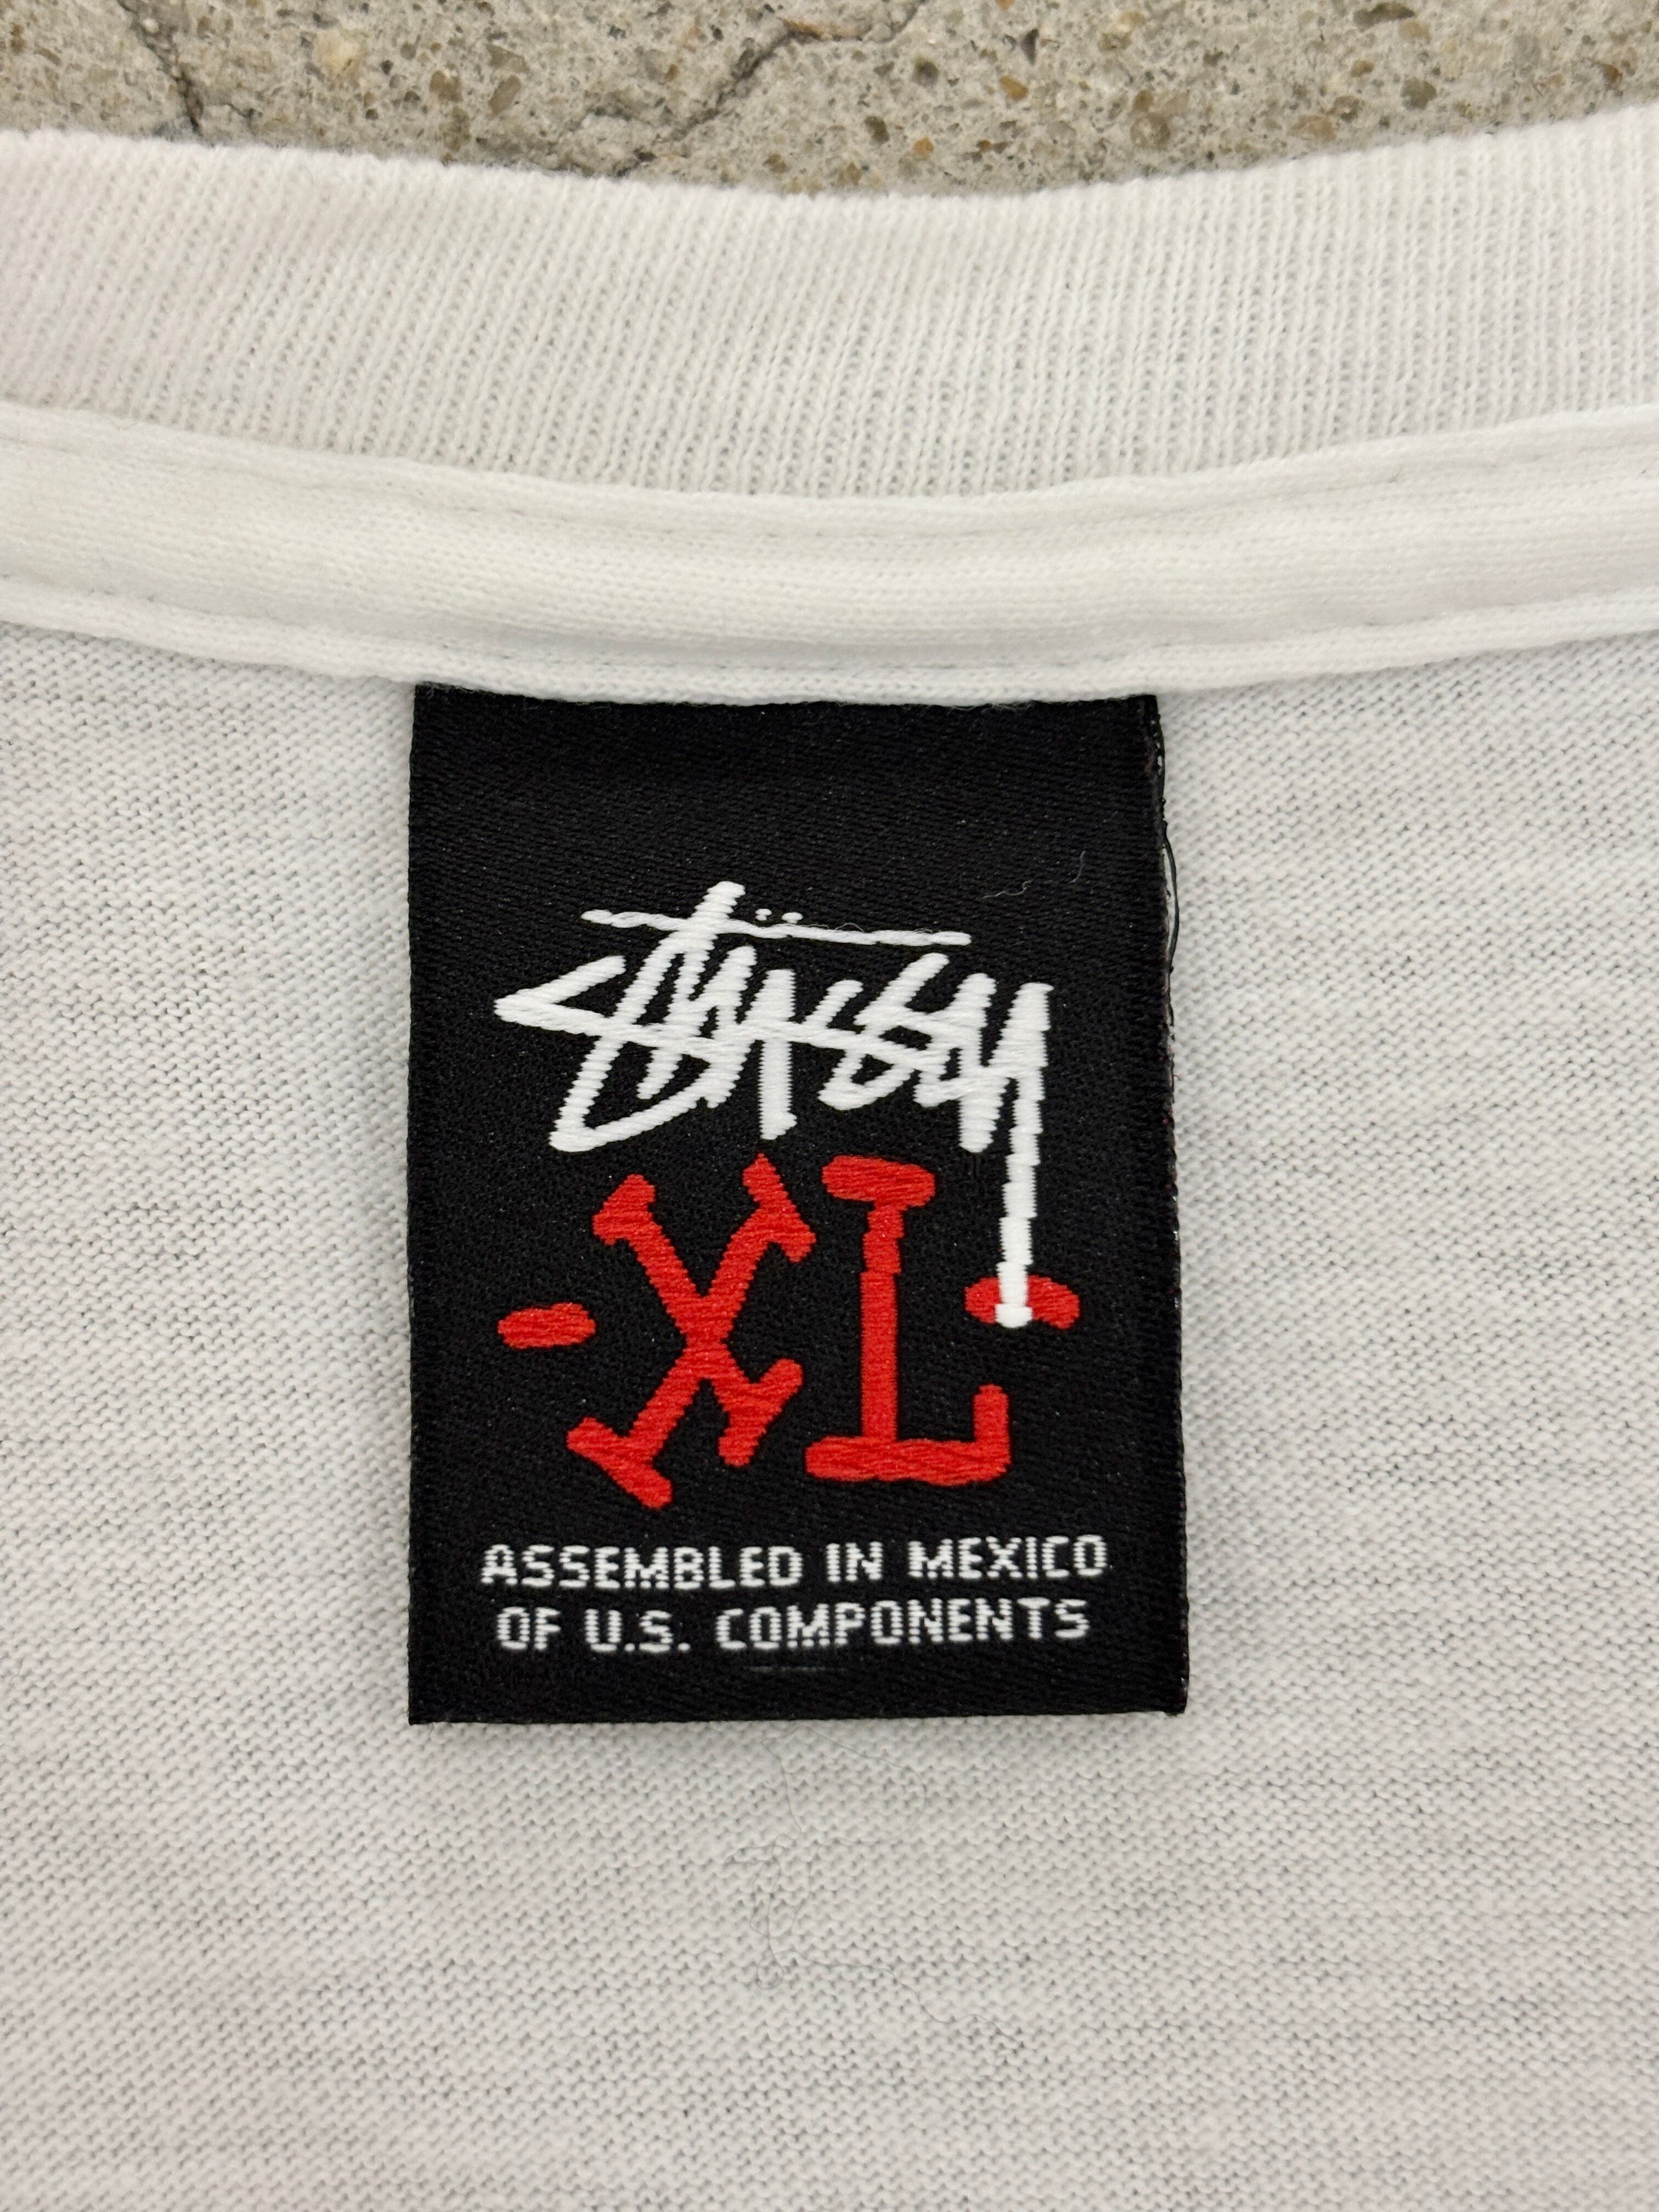 Stüssy
-XL-
ASSEMBLED IN MEXICO
OF U.S. COMPONENTS